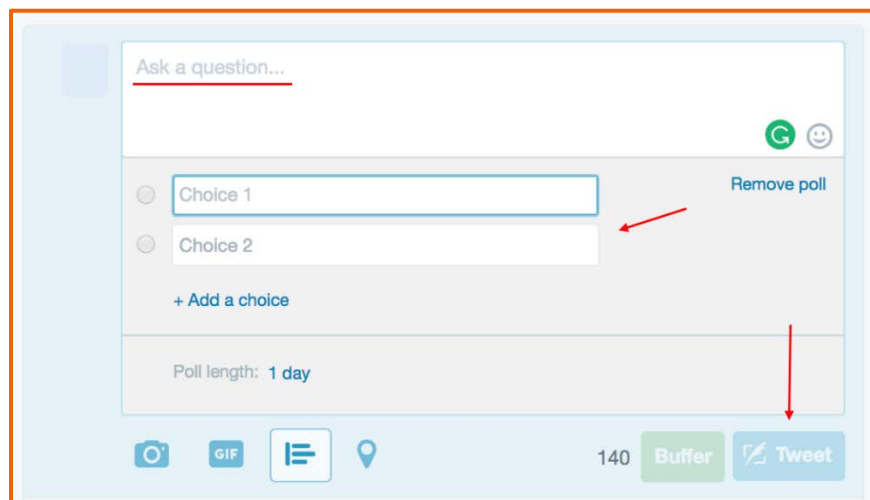 Ask a question...
Choice 1
Remove poll
Choice 2
+ Add a choice
Poll length: 1 day
GIF
140 Buffer Tweet